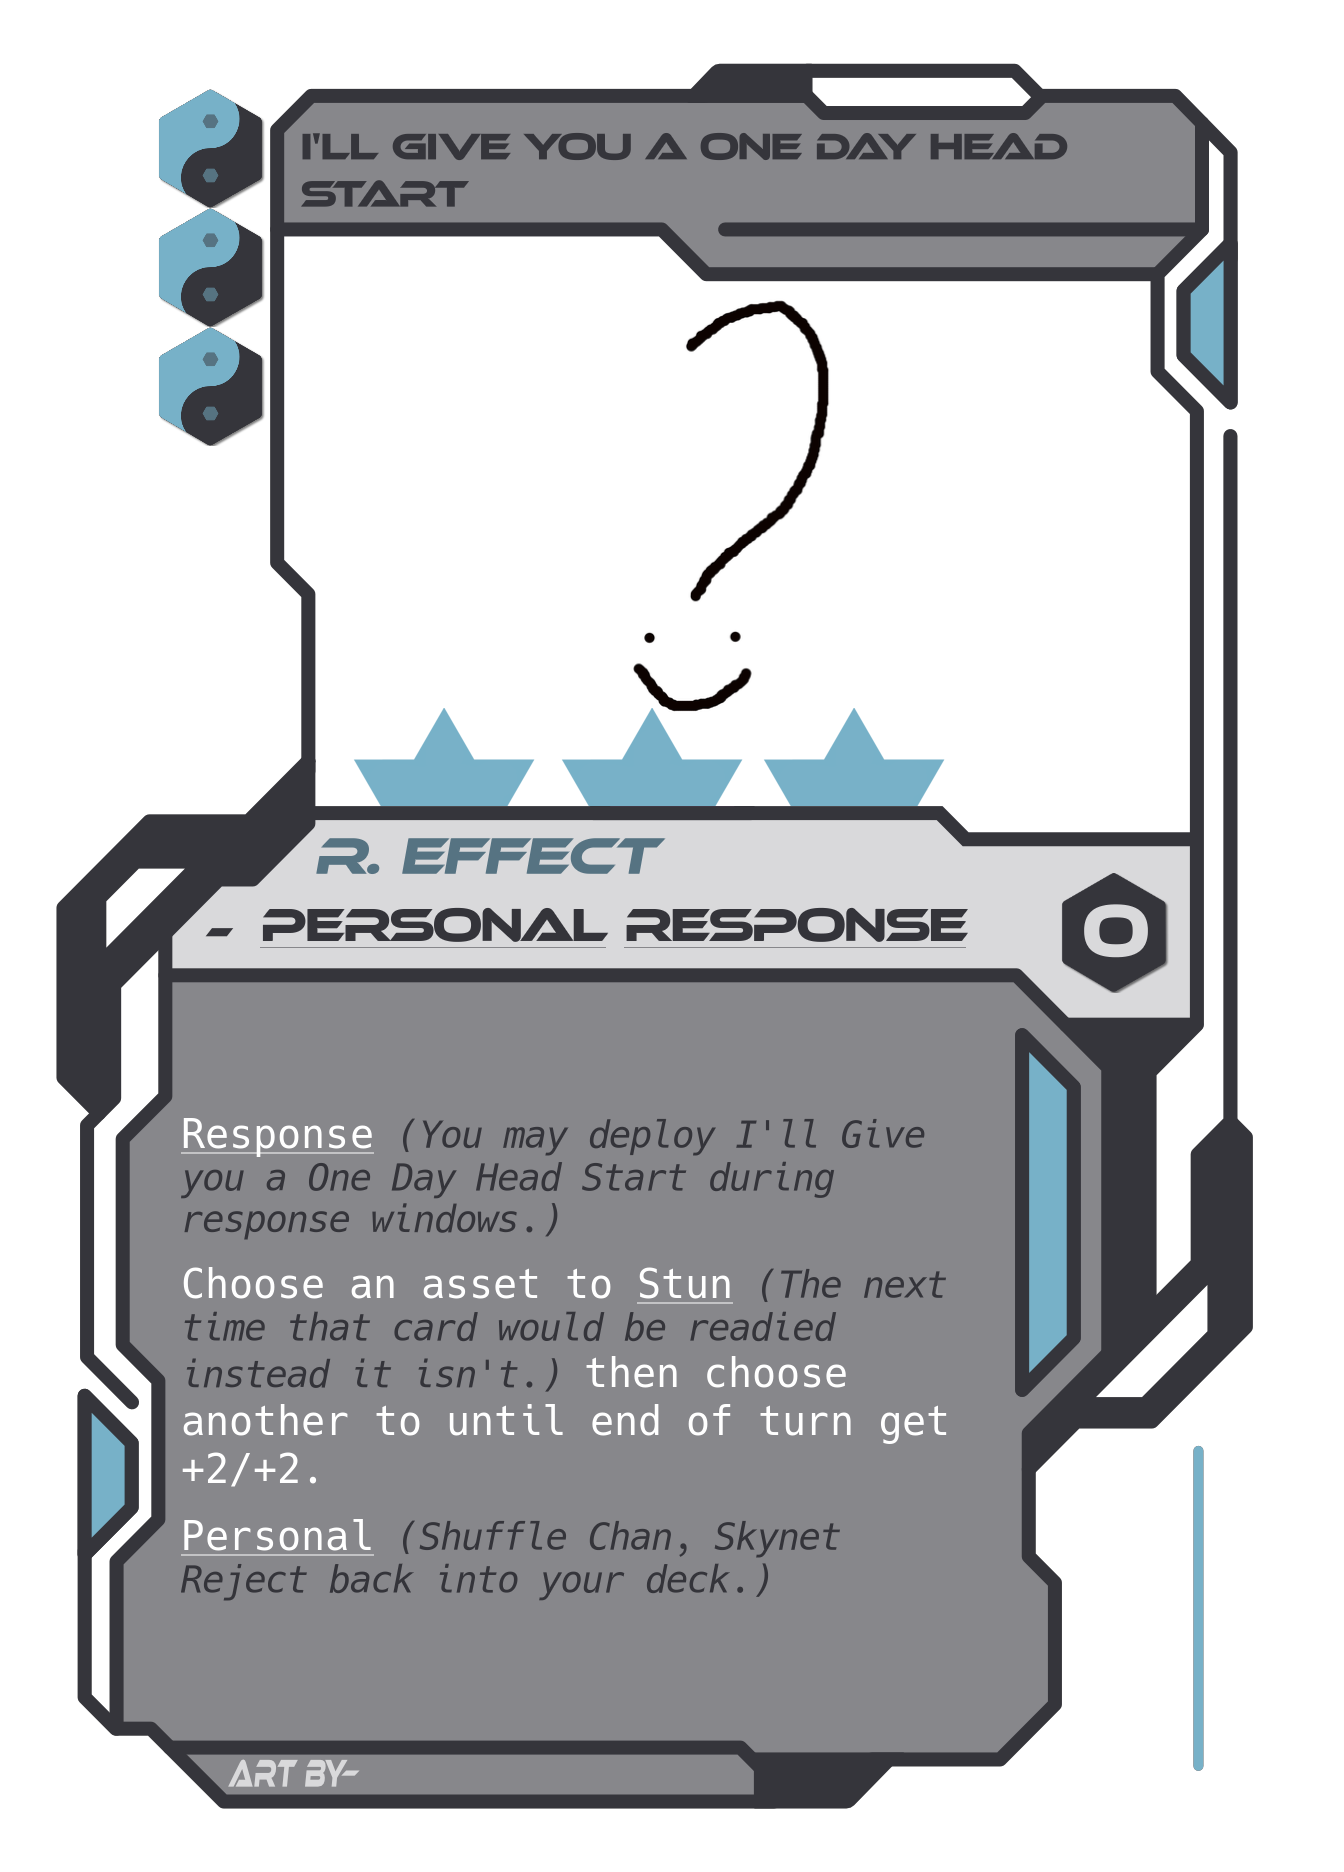 I'LL GIVE YOU A ONE DAY HEAD
START
R. EFFECT
- PERSONAL RESPONSE
0
Response (You may deploy I'll Give
you a One Day Head Start during
response windows.)
Choose an asset to Stun (The next
time that card would be readied
instead it isn't.) then choose
another to until end of turn get
+2/+2.
Personal (Shuffle Chan, Skynet
Reject back into your deck.)
ART BY-